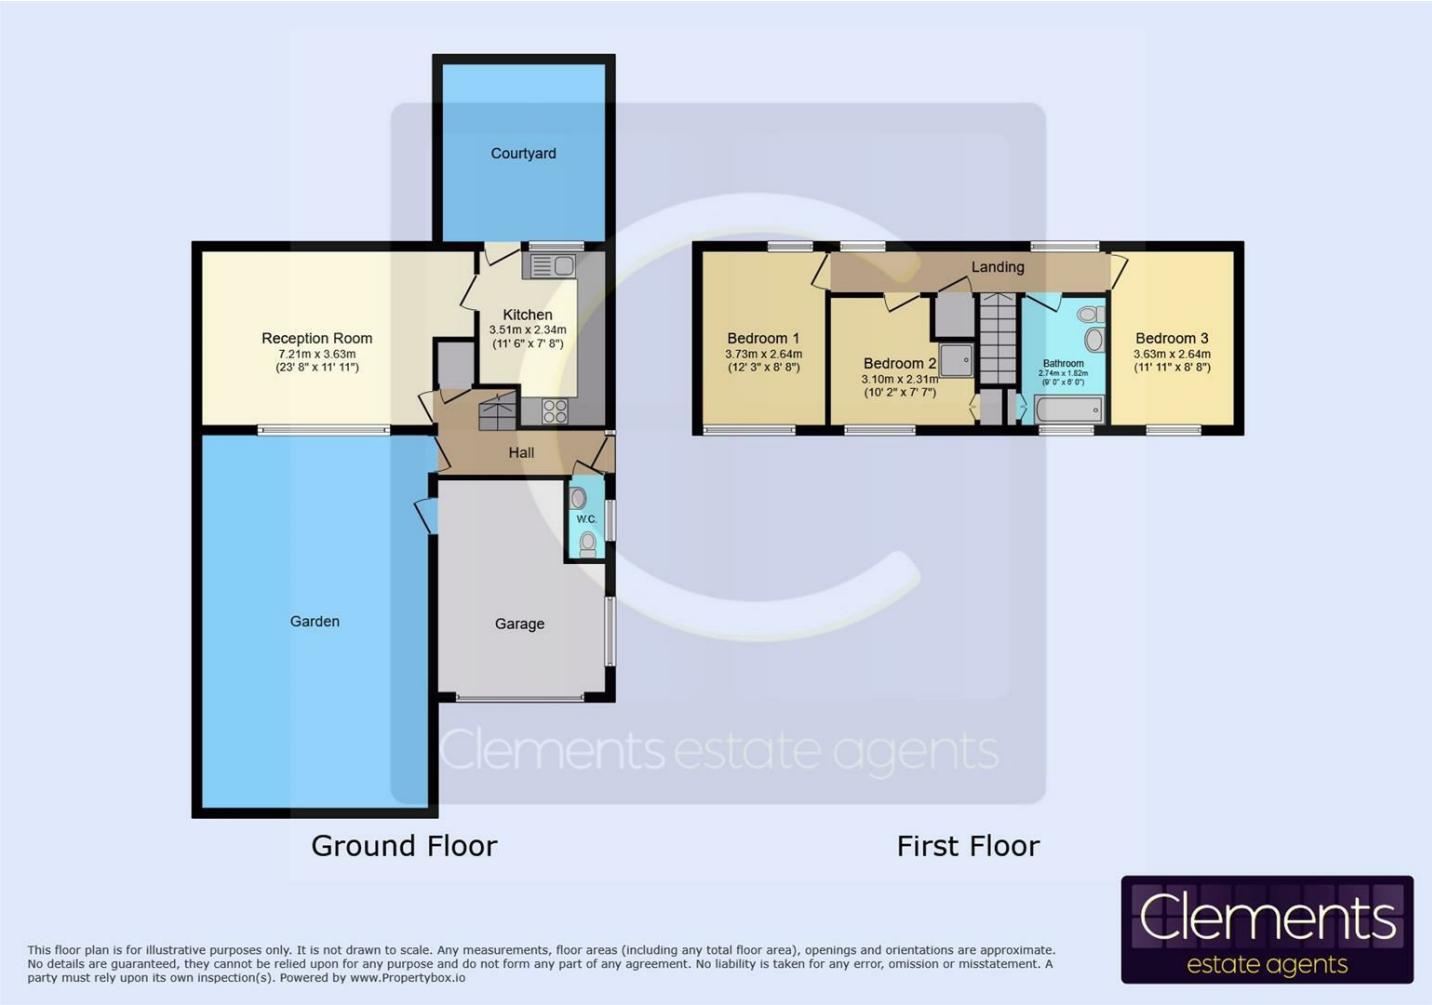 Courtyard
Reception Room
7.21m x 3.63m
(23' 8" x 11' 11")
Kitchen
3.51m x 2.34m
(11' 6" x 7' 8")
Hall
W.C.
Garden
Garage
Landing
Bedroom 1
3.73m x 2.64m
(12' 3" x 8' 8")
Bedroom 2
3.10m x 2.31m
(10' 2" x 7' 7")
Bathroom
2.74m x 1.82m
(9' 0" x 6' 0")
Bedroom 3
3.63m x 2.64m
(11' 11" x 8' 8")
Clements estate agents
Ground Floor
First Floor
Clements
estate agents
This floor plan is for illustrative purposes only. It is not drawn to scale. Any measurements, floor areas (including any total floor area), openings and orientations are approximate.
No details are guaranteed, they cannot be relied upon for any purpose and do not form any part of any agreement. No liability is taken for any error, omission or misstatement. A
party must rely upon its own inspection(s). Powered by www.Propertybox.io